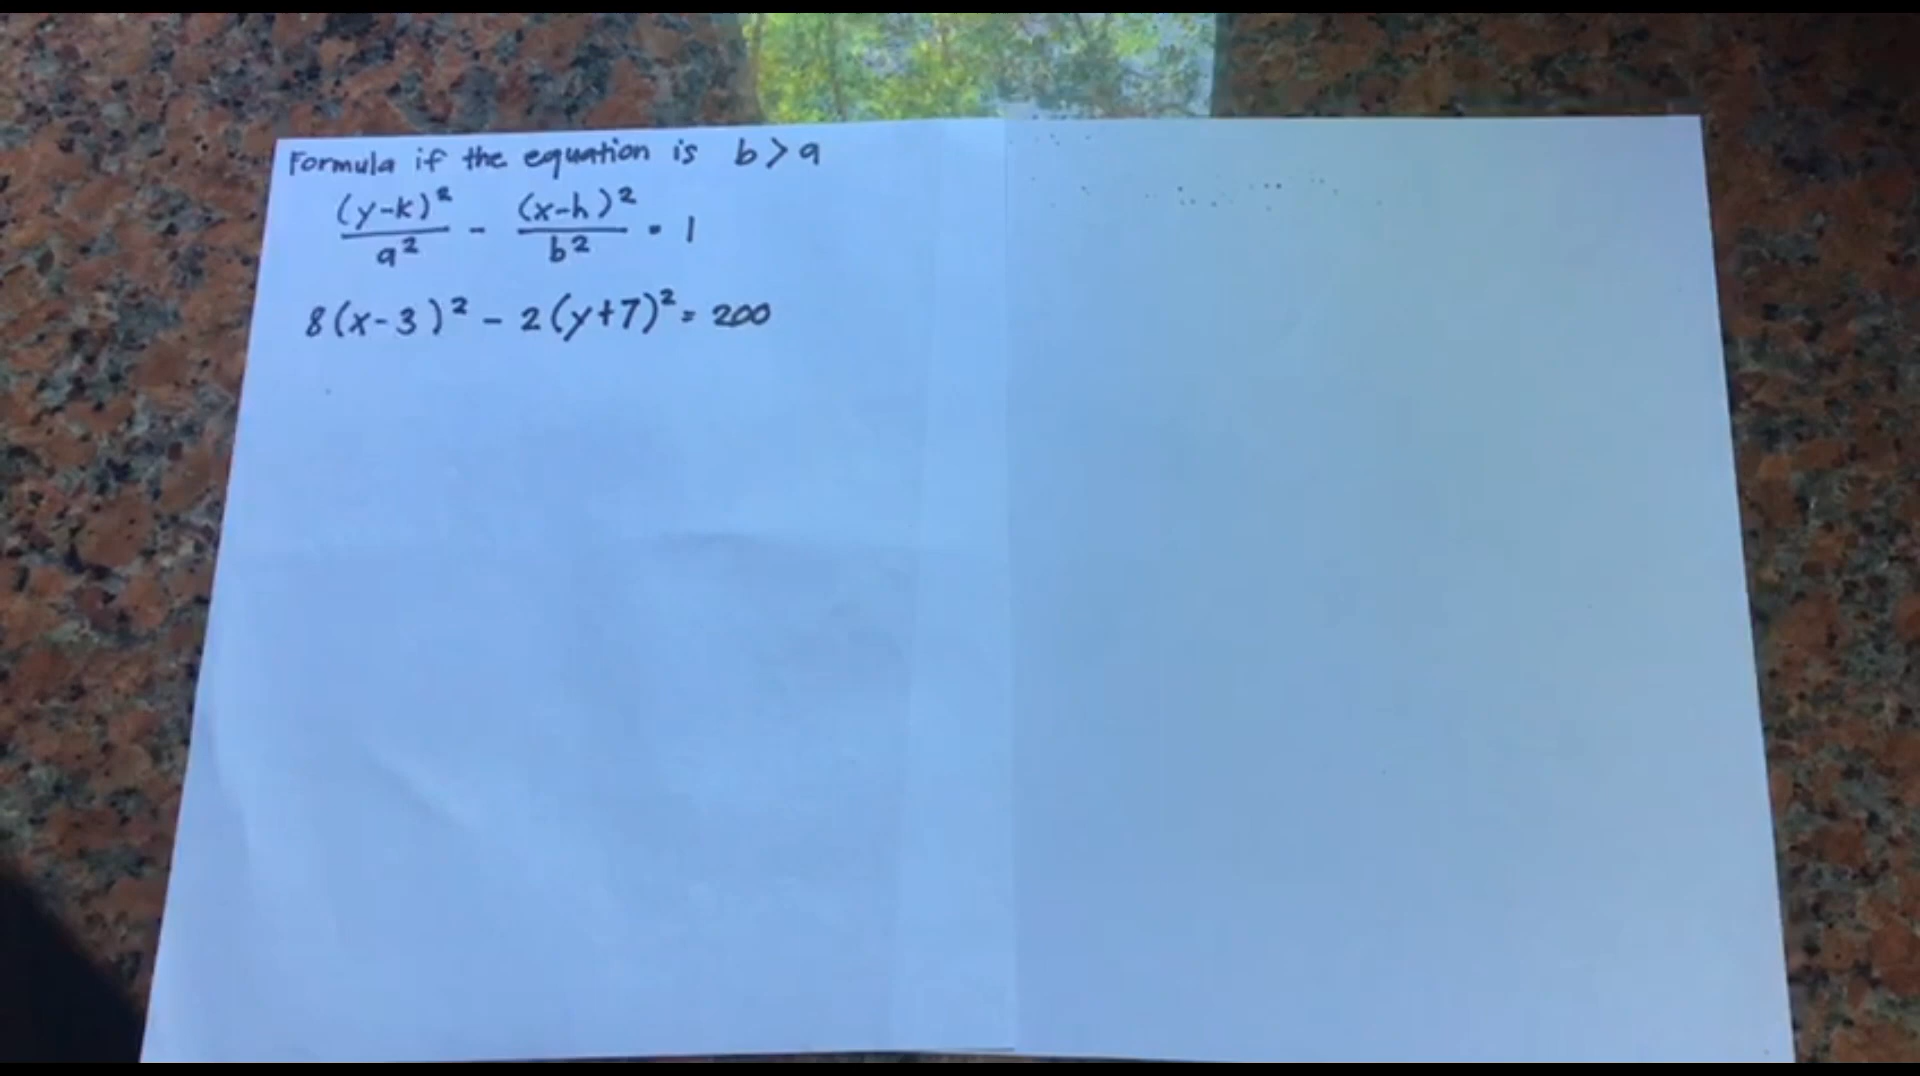 Formula if the equation is b > a
(y-k)²/a² - (x-h)²/b² = 1
8(x-3)² - 2(y+7)² = 200